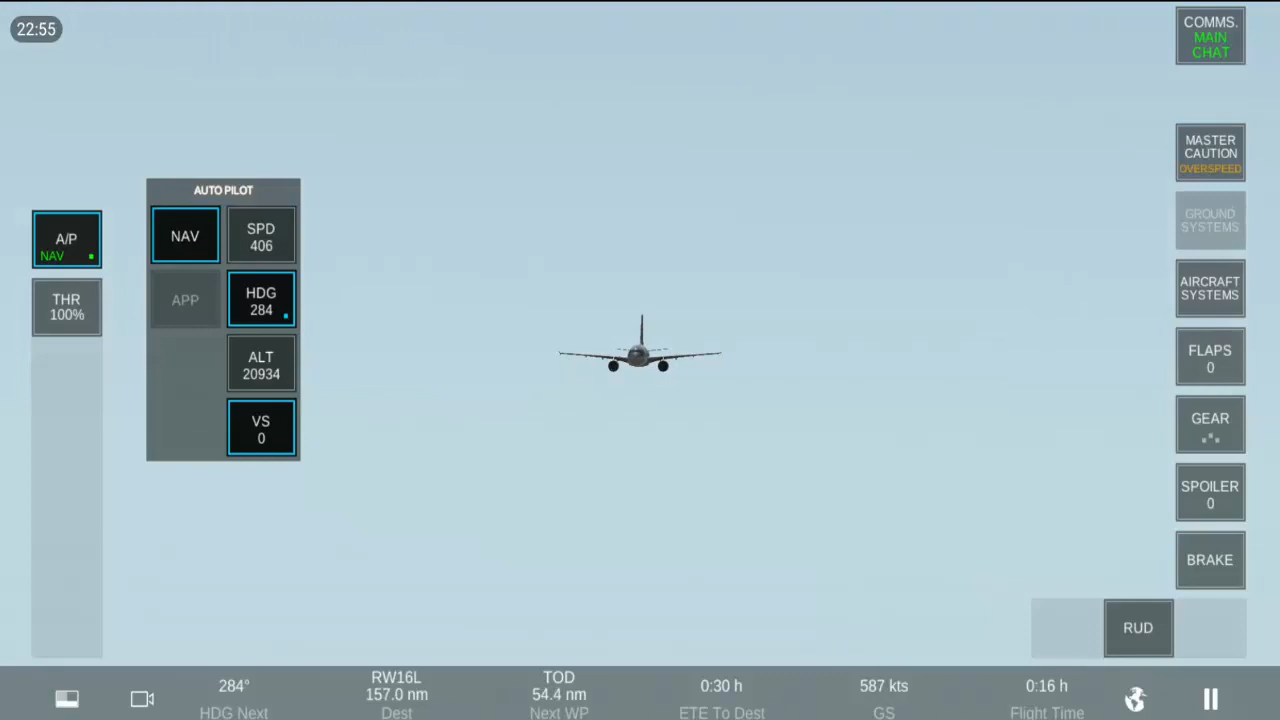 22:55
COMMS.
MAIN
CHAT
MASTER
CAUTION
OVERSPEED
GROUND
SYSTEMS
AIRCRAFT
SYSTEMS
FLAPS
0
GEAR
SPOILER
0
BRAKE
RUD
A/P
NAV
THR
100%
AUTO PILOT
NAV
SPD
406
APP
HDG
284
ALT
20934
VS
0
284°
HDG Next
RW16L
157.0 nm
Dest
TOD
54.4 nm
Next WP
0:30 h
ETE To Dest
587 kts
GS
0:16 h
Flight Time